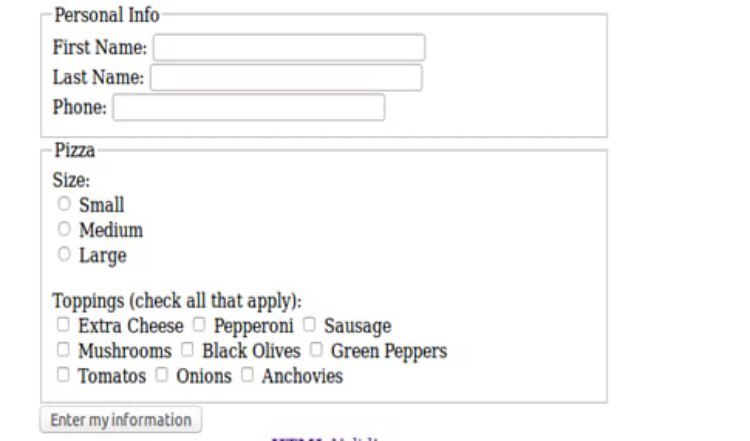 Personal Info
First Name:
Last Name:
Phone:
Pizza
Size:
Small
Medium
Large
Toppings (check all that apply):
Extra Cheese Pepperoni Sausage
Mushrooms Black Olives Green Peppers
Tomatos Onions Anchovies
Enter my information